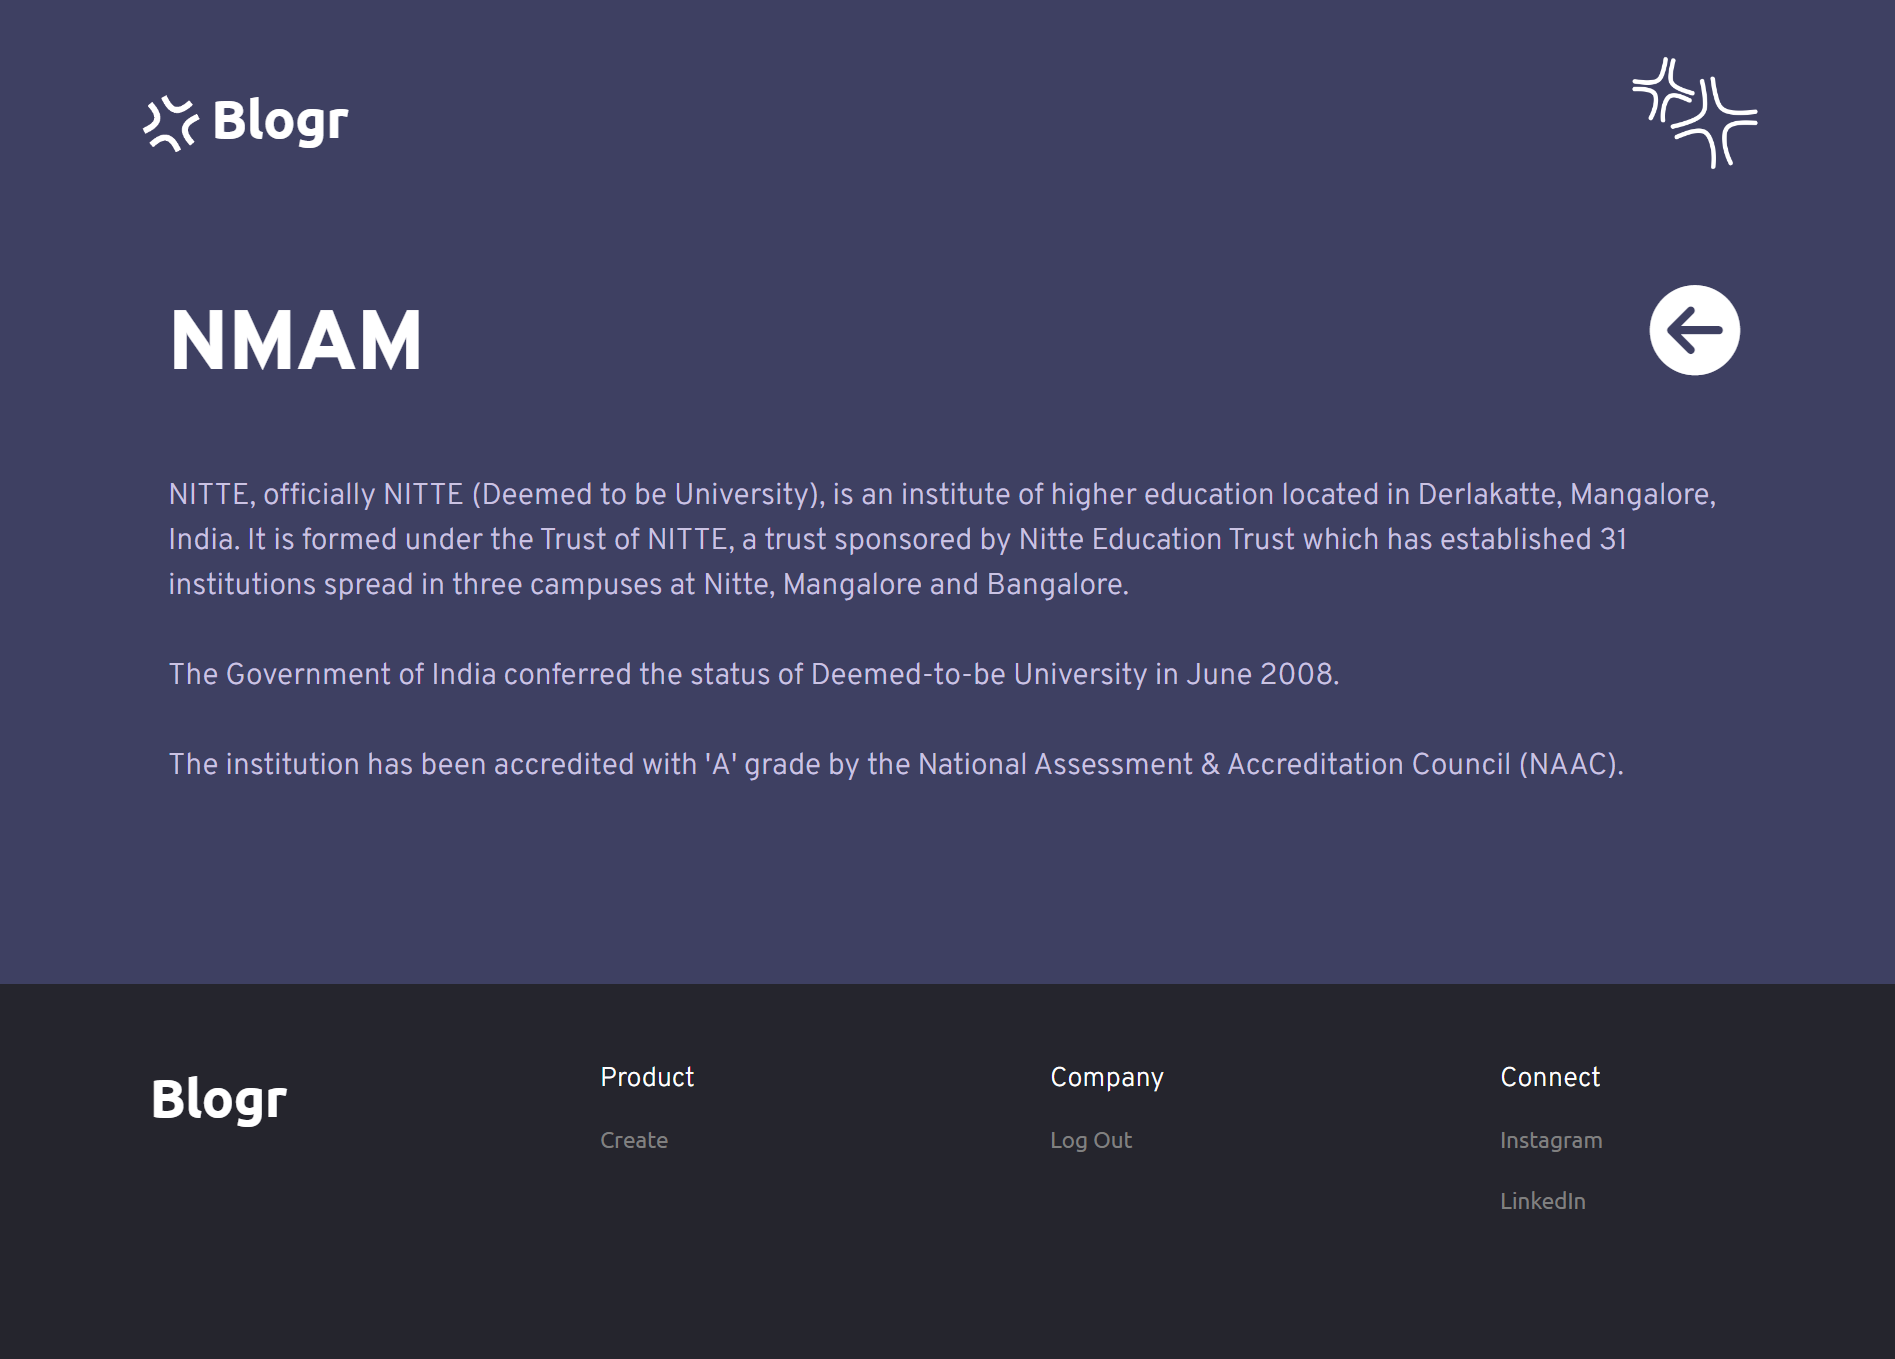 Blogr
NMAM
NITTE, officially NITTE (Deemed to be University), is an institute of higher education located in Derlakatte, Mangalore,
India. It is formed under the Trust of NITTE, a trust sponsored by Nitte Education Trust which has established 31
institutions spread in three campuses at Nitte, Mangalore and Bangalore.
The Government of India conferred the status of Deemed-to-be University in June 2008.
The institution has been accredited with 'A' grade by the National Assessment & Accreditation Council (NAAC).
Blogr
Product
Create
Company
Log Out
Connect
Instagram
LinkedIn